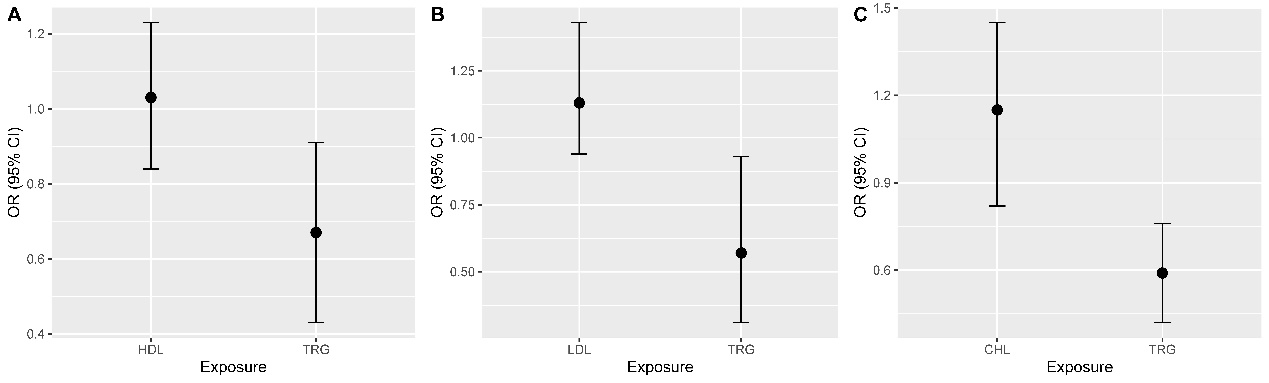 A
OR (95% CI)
1.2
1.0
0.8
0.6
0.4
HDL
TRG
Exposure
B
OR (95% CI)
1.25
1.00
0.75
0.50
LDL
TRG
Exposure
C
OR (95% CI)
1.5
1.2
0.9
0.6
CHL
TRG
Exposure